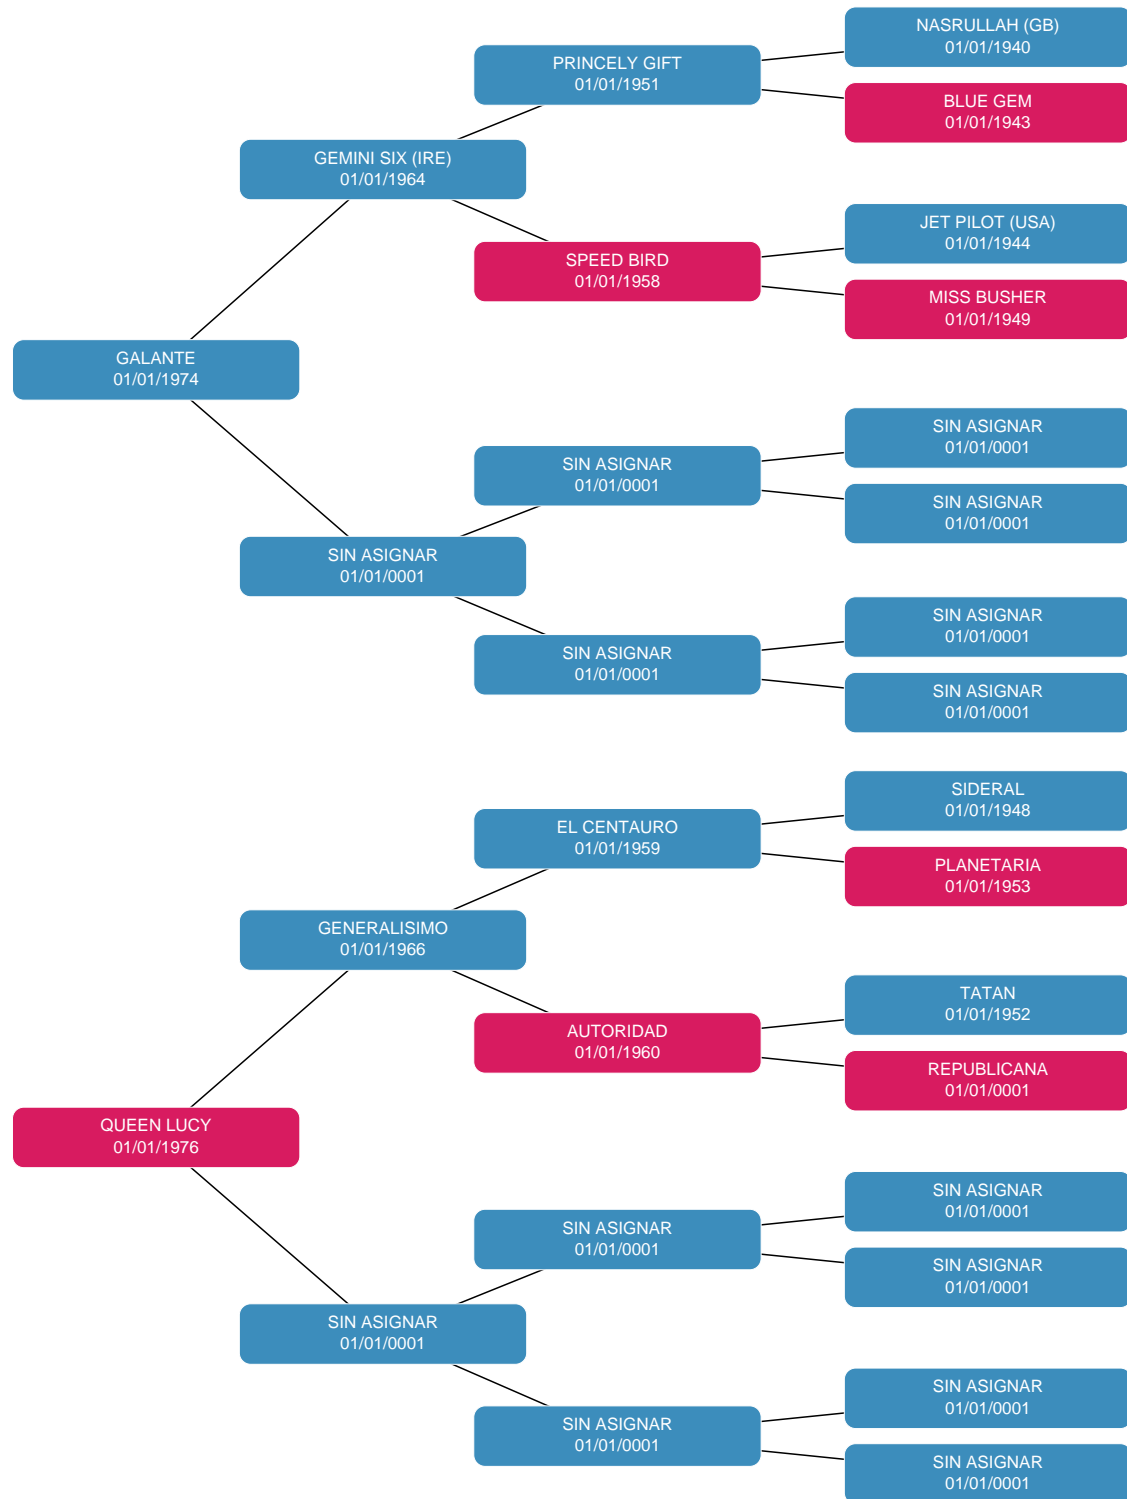 NASRULLAH (GB)
01/01/1940
PRINCELY GIFT
01/01/1951
BLUE GEM
01/01/1943
GEMINI SIX (IRE)
01/01/1964
JET PILOT (USA)
01/01/1944
SPEED BIRD
01/01/1958
MISS BUSHER
01/01/1949
GALANTE
01/01/1974
SIN ASIGNAR
01/01/0001
SIN ASIGNAR
01/01/0001
SIN ASIGNAR
01/01/0001
SIN ASIGNAR
01/01/0001
SIN ASIGNAR
01/01/0001
SIN ASIGNAR
01/01/0001
SIN ASIGNAR
01/01/0001
SIDERAL
01/01/1948
EL CENTAURO
01/01/1959
PLANETARIA
01/01/1953
GENERALISIMO
01/01/1966
TATAN
01/01/1952
AUTORIDAD
01/01/1960
REPUBLICANA
01/01/0001
QUEEN LUCY
01/01/1976
SIN ASIGNAR
01/01/0001
SIN ASIGNAR
01/01/0001
SIN ASIGNAR
01/01/0001
SIN ASIGNAR
01/01/0001
SIN ASIGNAR
01/01/0001
SIN ASIGNAR
01/01/0001
SIN ASIGNAR
01/01/0001